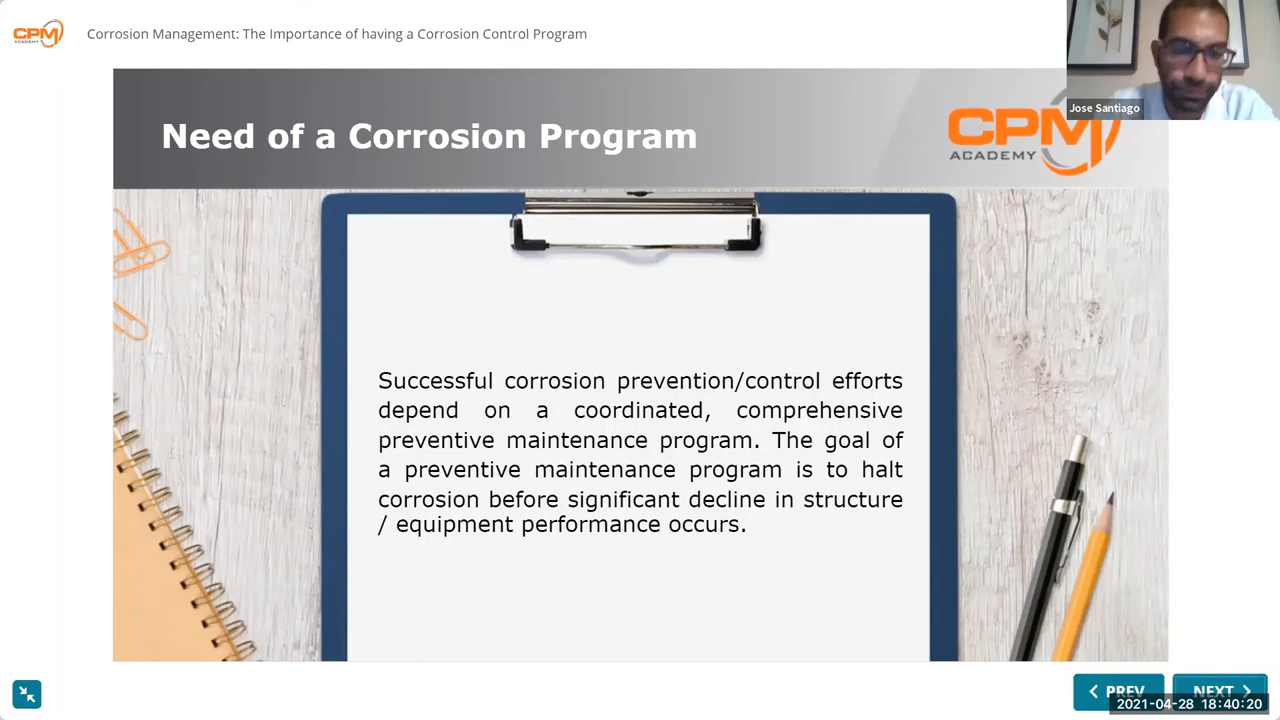 CPM
ACADEMY
Corrosion Management: The Importance of having a Corrosion Control Program
Jose Santiago
Need of a Corrosion Program
CPM
ACADEMY
Successful corrosion prevention/control efforts
depend on a coordinated, comprehensive
preventive maintenance program. The goal of
a preventive maintenance program is to halt
corrosion before significant decline in structure
/ equipment performance occurs.
PREV
NEXT
2021-04-28 18:40:20